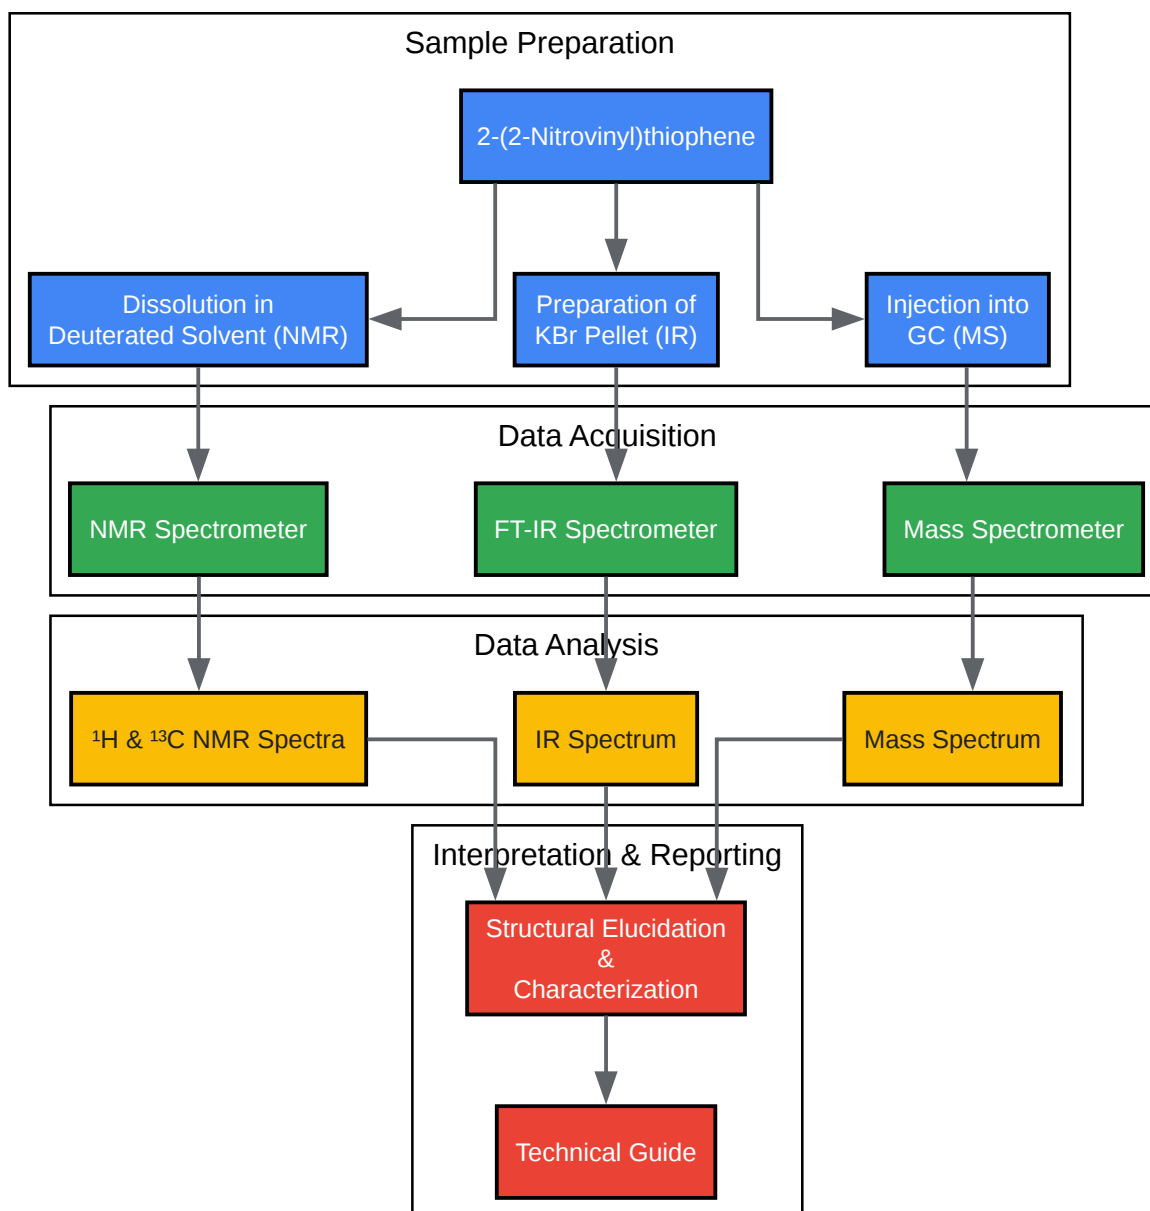 Sample Preparation
2-(2-Nitrovinyl)thiophene
Dissolution in
Deuterated Solvent (NMR)
Preparation of
KBr Pellet (IR)
Injection into
GC (MS)
Data Acquisition
NMR Spectrometer
FT-IR Spectrometer
Mass Spectrometer
Data Analysis
¹H & ¹³C NMR Spectra
IR Spectrum
Mass Spectrum
Interpretation & Reporting
Structural Elucidation
&
Characterization
Technical Guide